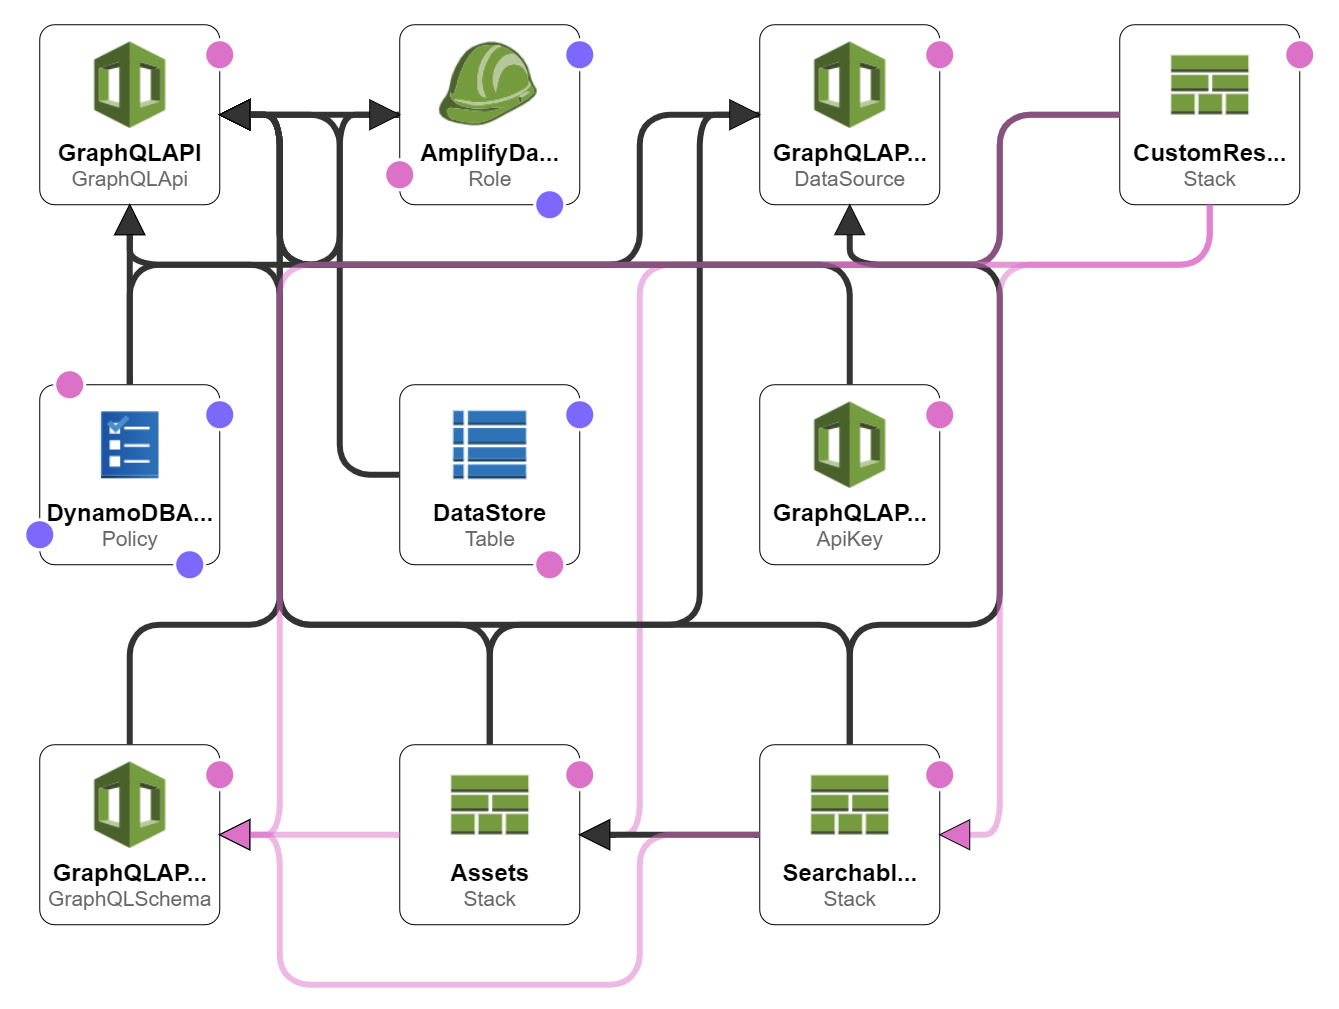 GraphQLAPI
GraphQLApi
AmplifyDa...
Role
GraphQLAP...
DataSource
CustomRes...
Stack
DynamoDBA...
Policy
DataStore
Table
GraphQLAP...
ApiKey
GraphQLAP...
GraphQLSchema
Assets
Stack
Searchabl...
Stack